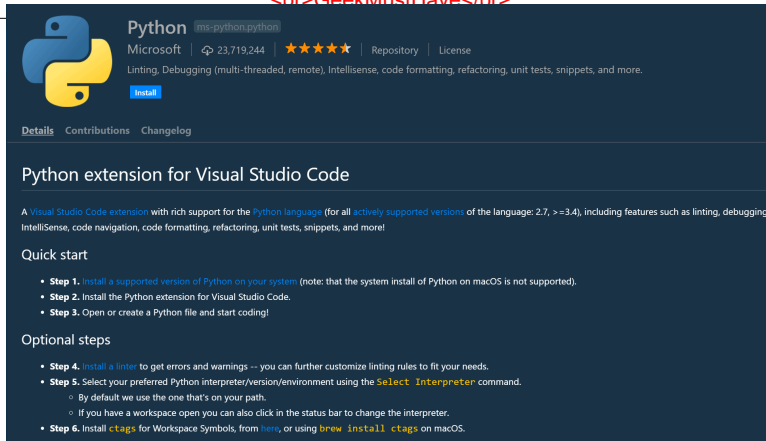 <br>GeekMustHaves</br>
Python ms-python.python
Microsoft 23,719,244 Repository License
Linting, Debugging (multi-threaded, remote), Intellisense, code formatting, refactoring, unit tests, snippets, and more.
Install
Details Contributions Changelog
Python extension for Visual Studio Code
A Visual Studio Code extension with rich support for the Python language (for all actively supported versions of the language: 2.7, >=3.4), including features such as linting, debugging
IntelliSense, code navigation, code formatting, refactoring, unit tests, snippets, and more!
Quick start
• Step 1. Install a supported version of Python on your system (note: that the system install of Python on macOS is not supported).
• Step 2. Install the Python extension for Visual Studio Code.
• Step 3. Open or create a Python file and start coding!
Optional steps
• Step 4. Install a linter to get errors and warnings -- you can further customize linting rules to fit your needs.
• Step 5. Select your preferred Python interpreter/version/environment using the Select Interpreter command.
◦ By default we use the one that's on your path.
◦ If you have a workspace open you can also click in the status bar to change the interpreter.
• Step 6. Install ctags for Workspace Symbols, from here, or using brew install ctags on macOS.